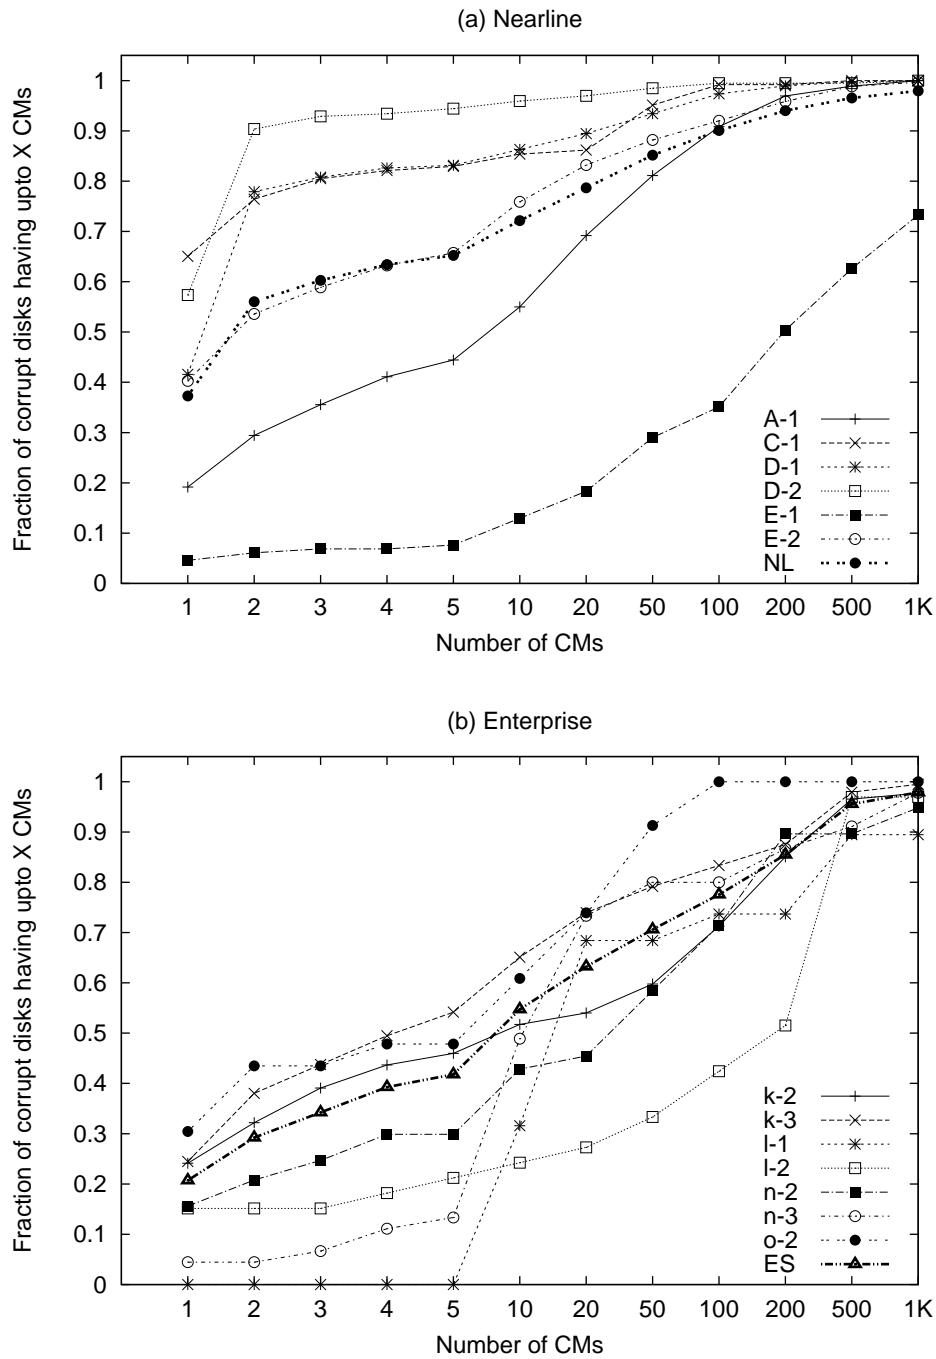 (a) Nearline
Fraction of corrupt disks having upto X CMs
1
0.9
0.8
0.7
0.6
0.5
0.4
0.3
0.2
0.1
0
A-1
C-1
D-1
D-2
E-1
E-2
NL
1 2 3 4 5 10 20 50 100 200 500 1K
Number of CMs
(b) Enterprise
Fraction of corrupt disks having upto X CMs
1
0.9
0.8
0.7
0.6
0.5
0.4
0.3
0.2
0.1
0
k-2
k-3
l-1
l-2
n-2
n-3
o-2
ES
1 2 3 4 5 10 20 50 100 200 500 1K
Number of CMs